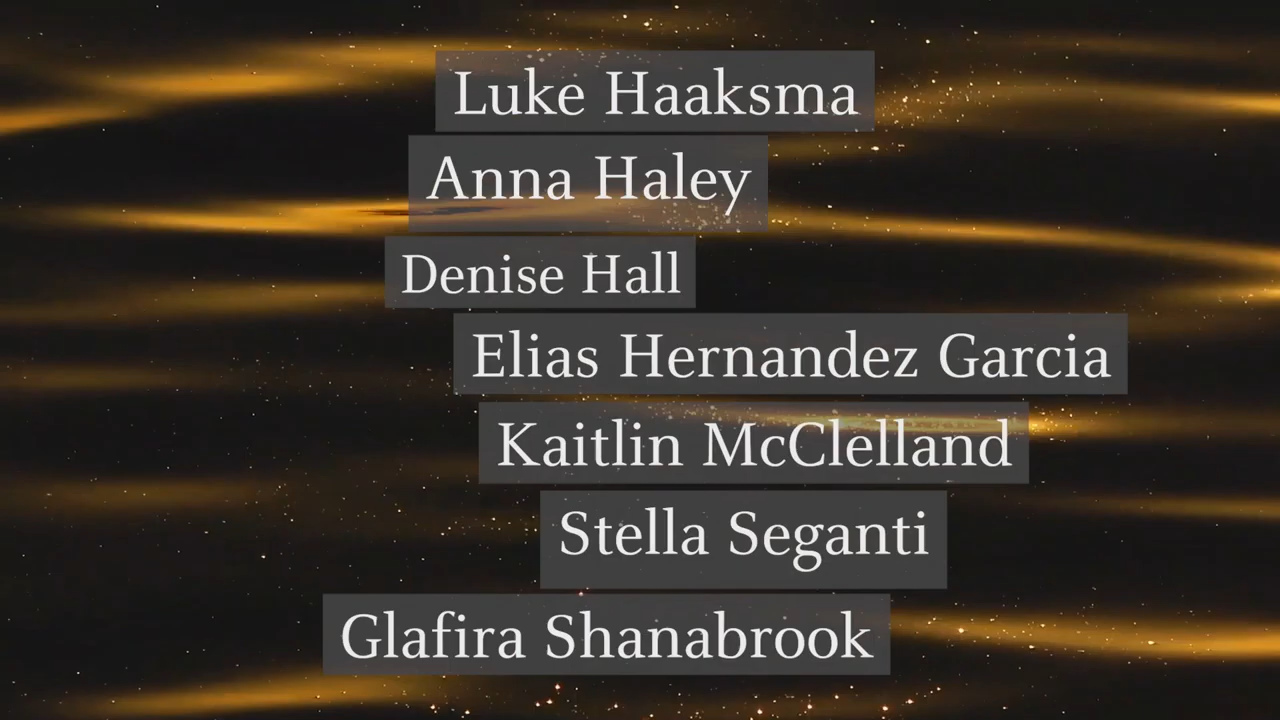 Luke Haaksma
Anna Haley
Denise Hall
Elias Hernandez Garcia
Kaitlin McClelland
Stella Seganti
Glafira Shanabrook